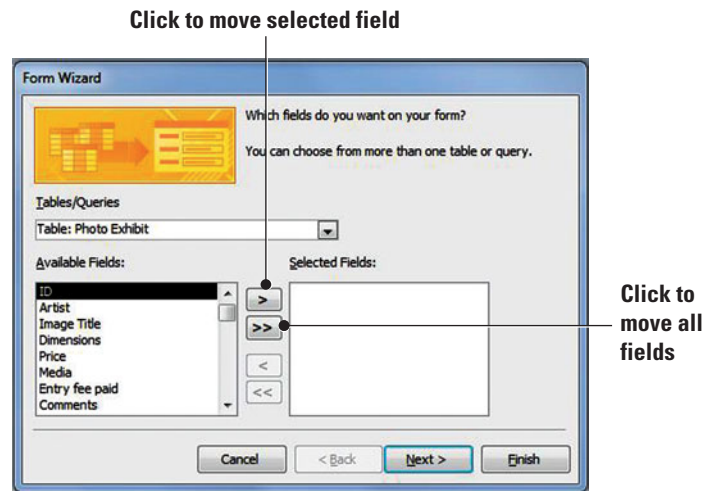 Click to move selected field
Form Wizard
Which fields do you want on your form?
You can choose from more than one table or query.
Tables/Queries
Table: Photo Exhibit
Available Fields:
Selected Fields:
ID
Artist
Image Title
Dimensions
Price
Media
Entry fee paid
Comments
>
>>
<
<<
Click to
move all
fields
Cancel
< Back
Next >
Finish